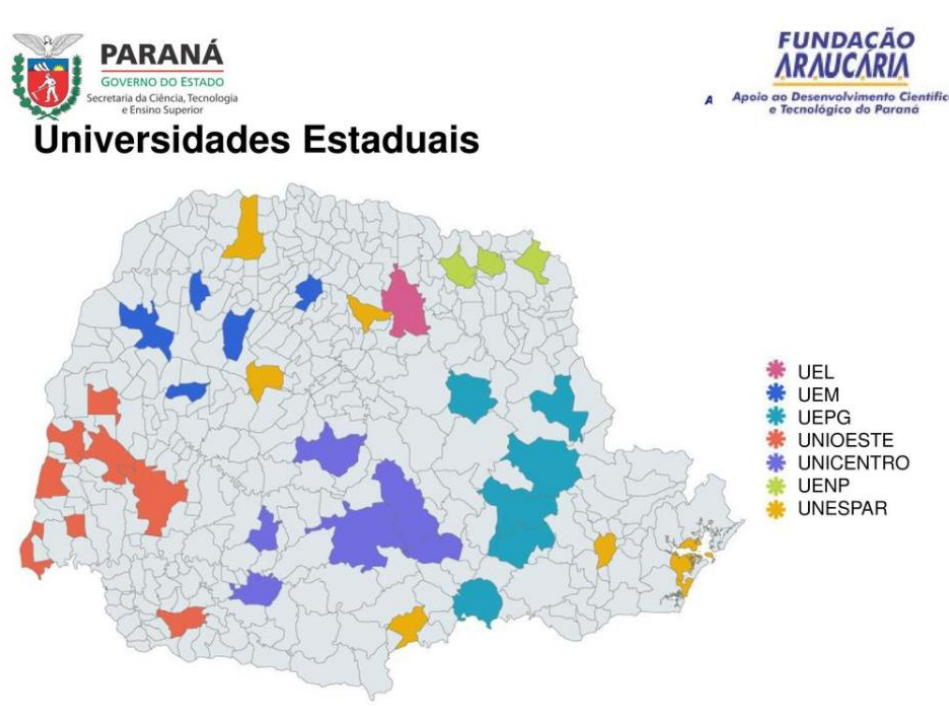 PARANÁ
GOVERNO DO ESTADO
Secretaria da Ciência, Tecnologia
e Ensino Superior
FUNDAÇÃO
ARAUCÁRIA
A Apoio ao Desenvolvimento Científic
e Tecnológico do Paraná
Universidades Estaduais
UEL
UEM
UEPG
UNIOESTE
UNICENTRO
UENP
UNESPAR